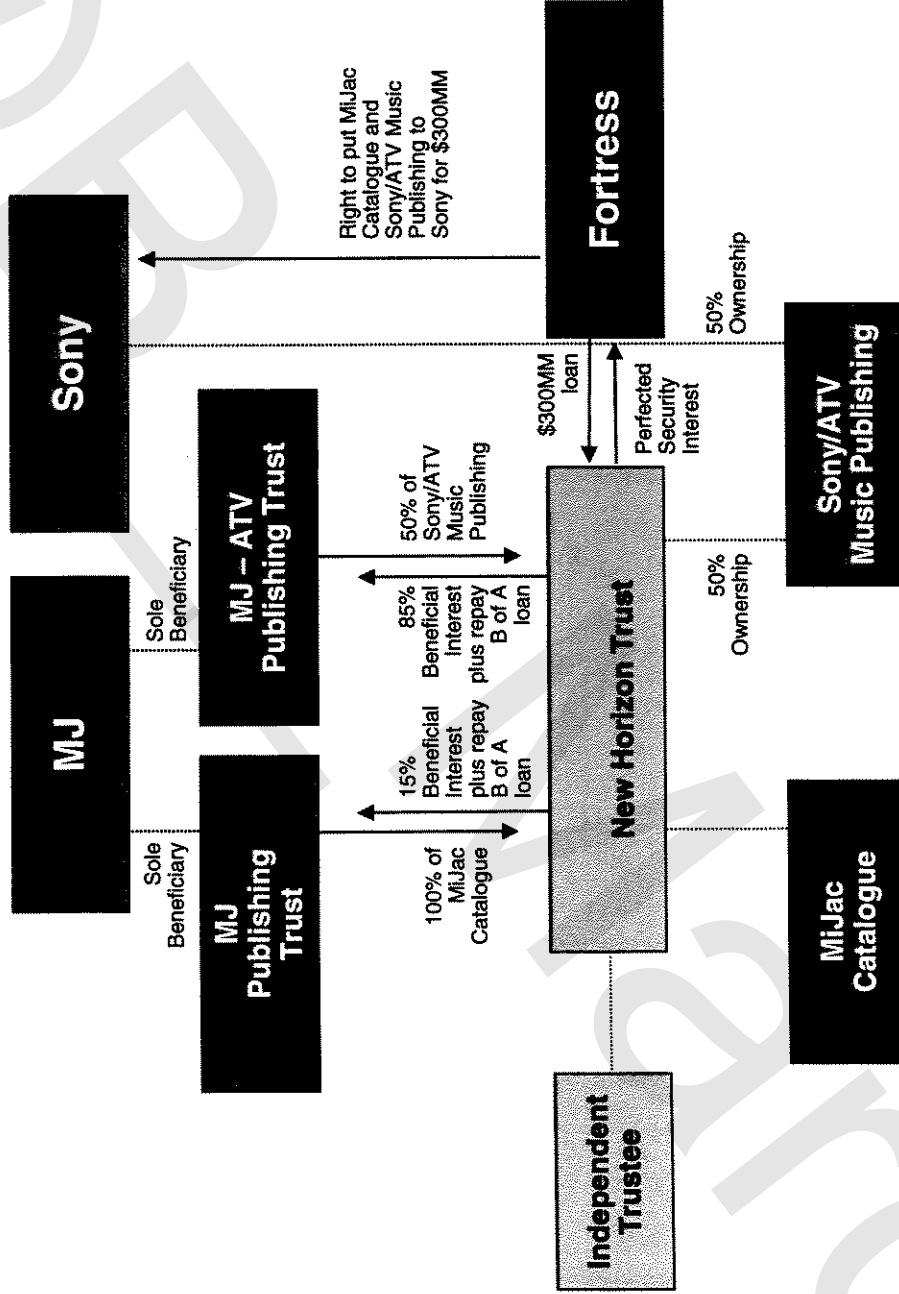 MJ
Sony
Sole
Beneficiary
Sole
Beneficiary
MJ
Publishing
Trust
MJ – ATV
Publishing Trust
Right to put MiJac
Catalogue and
Sony/ATV Music
Publishing to
Sony for $300MM
100% of
MiJac
Catalogue
15%
Beneficial
Interest
plus repay
B of A
loan
85%
Beneficial
Interest
plus repay
B of A
loan
50% of
Sony/ATV
Music
Publishing
Independent
Trustee
New Horizon Trust
$300MM
loan
Perfected
Security
Interest
Fortress
50%
Ownership
50%
Ownership
MiJac
Catalogue
Sony/ATV
Music Publishing